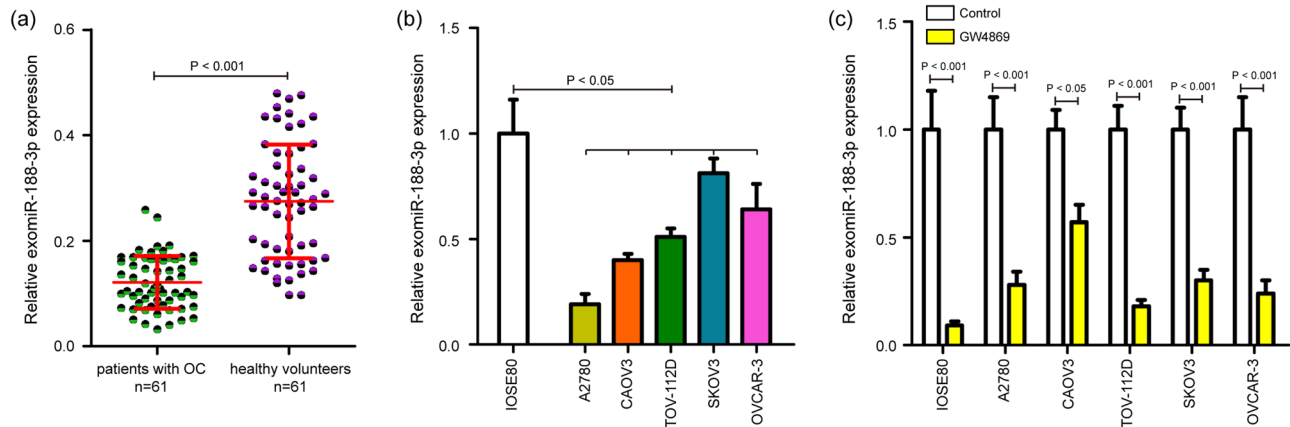 (a)
Relative exomiR-188-3p expression
0.6
0.4
0.2
0.0
P < 0.001
patients with OC
n=61
healthy volunteers
n=61
(b)
Relative exomiR-188-3p expression
1.5
1.0
0.5
0.0
P < 0.05
IOSE80
A2780
CAOV3
TOV-112D
SKOV3
OVCAR-3
(c)
Control
GW4869
Relative exomiR-188-3p expression
1.5
1.0
0.5
0.0
P < 0.001
P < 0.001
P < 0.05
P < 0.001
P < 0.001
P < 0.001
IOSE80
A2780
CAOV3
TOV-112D
SKOV3
OVCAR-3